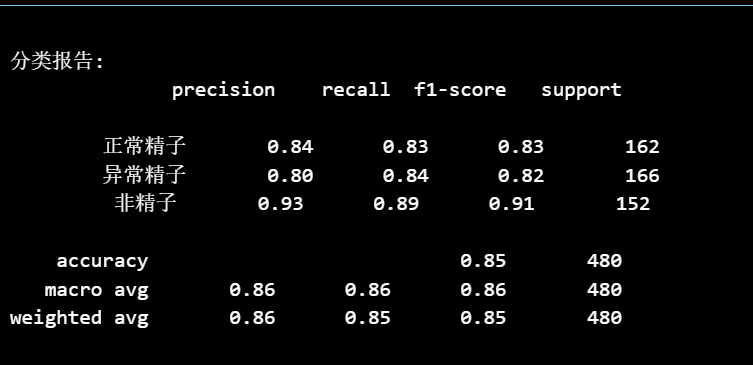 分类报告:
precision recall f1-score support
正常精子 0.84 0.83 0.83 162
异常精子 0.80 0.84 0.82 166
非精子 0.93 0.89 0.91 152
accuracy 0.85 480
macro avg 0.86 0.86 0.86 480
weighted avg 0.86 0.85 0.85 480